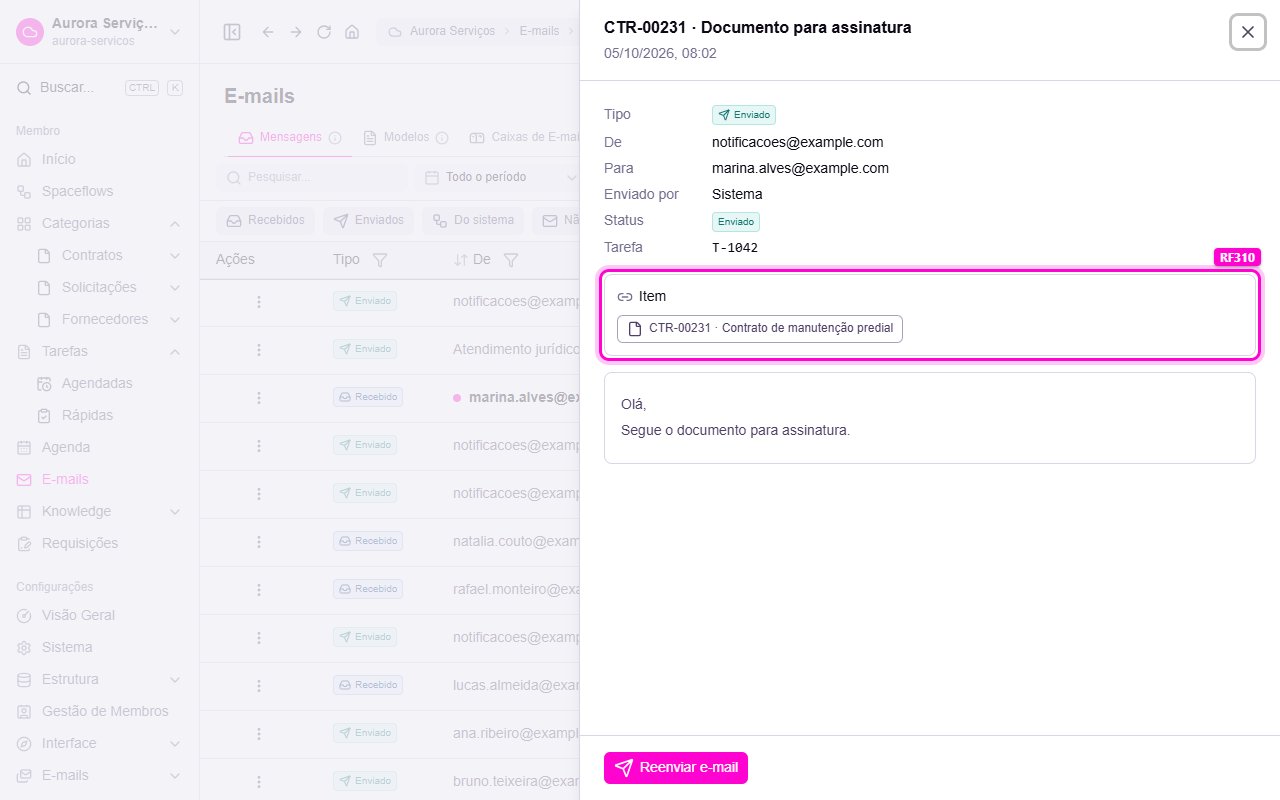 Aurora Serviç...
aurora-servicos
Buscar...
CTRL
K
Membro
Início
Spaceflows
Categorias
Contratos
Solicitações
Fornecedores
Tarefas
Agendadas
Rápidas
Agenda
E-mails
Knowledge
Requisições
Configurações
Visão Geral
Sistema
Estrutura
Gestão de Membros
Interface
E-mails
Aurora Serviços
E-mails
E-mails
Mensagens
Modelos
Caixas de E-mai
Pesquisar...
Todo o período
Recebidos
Enviados
Do sistema
Nã
Ações
Tipo
De
Enviado
notificacoes@examp
Enviado
Atendimento jurídico
Recebido
marina.alves@ex
Enviado
notificacoes@examp
Enviado
notificacoes@examp
Recebido
natalia.couto@exam
Recebido
rafael.monteiro@exa
Enviado
notificacoes@examp
Recebido
lucas.almeida@exam
Enviado
ana.ribeiro@exampl
Enviado
bruno.teixeira@exam
CTR-00231 · Documento para assinatura
05/10/2026, 08:02
Tipo
Enviado
De
notificacoes@example.com
Para
marina.alves@example.com
Enviado por
Sistema
Status
Enviado
Tarefa
T-1042
RF310
Item
CTR-00231 · Contrato de manutenção predial
Olá,
Segue o documento para assinatura.
Reenviar e-mail